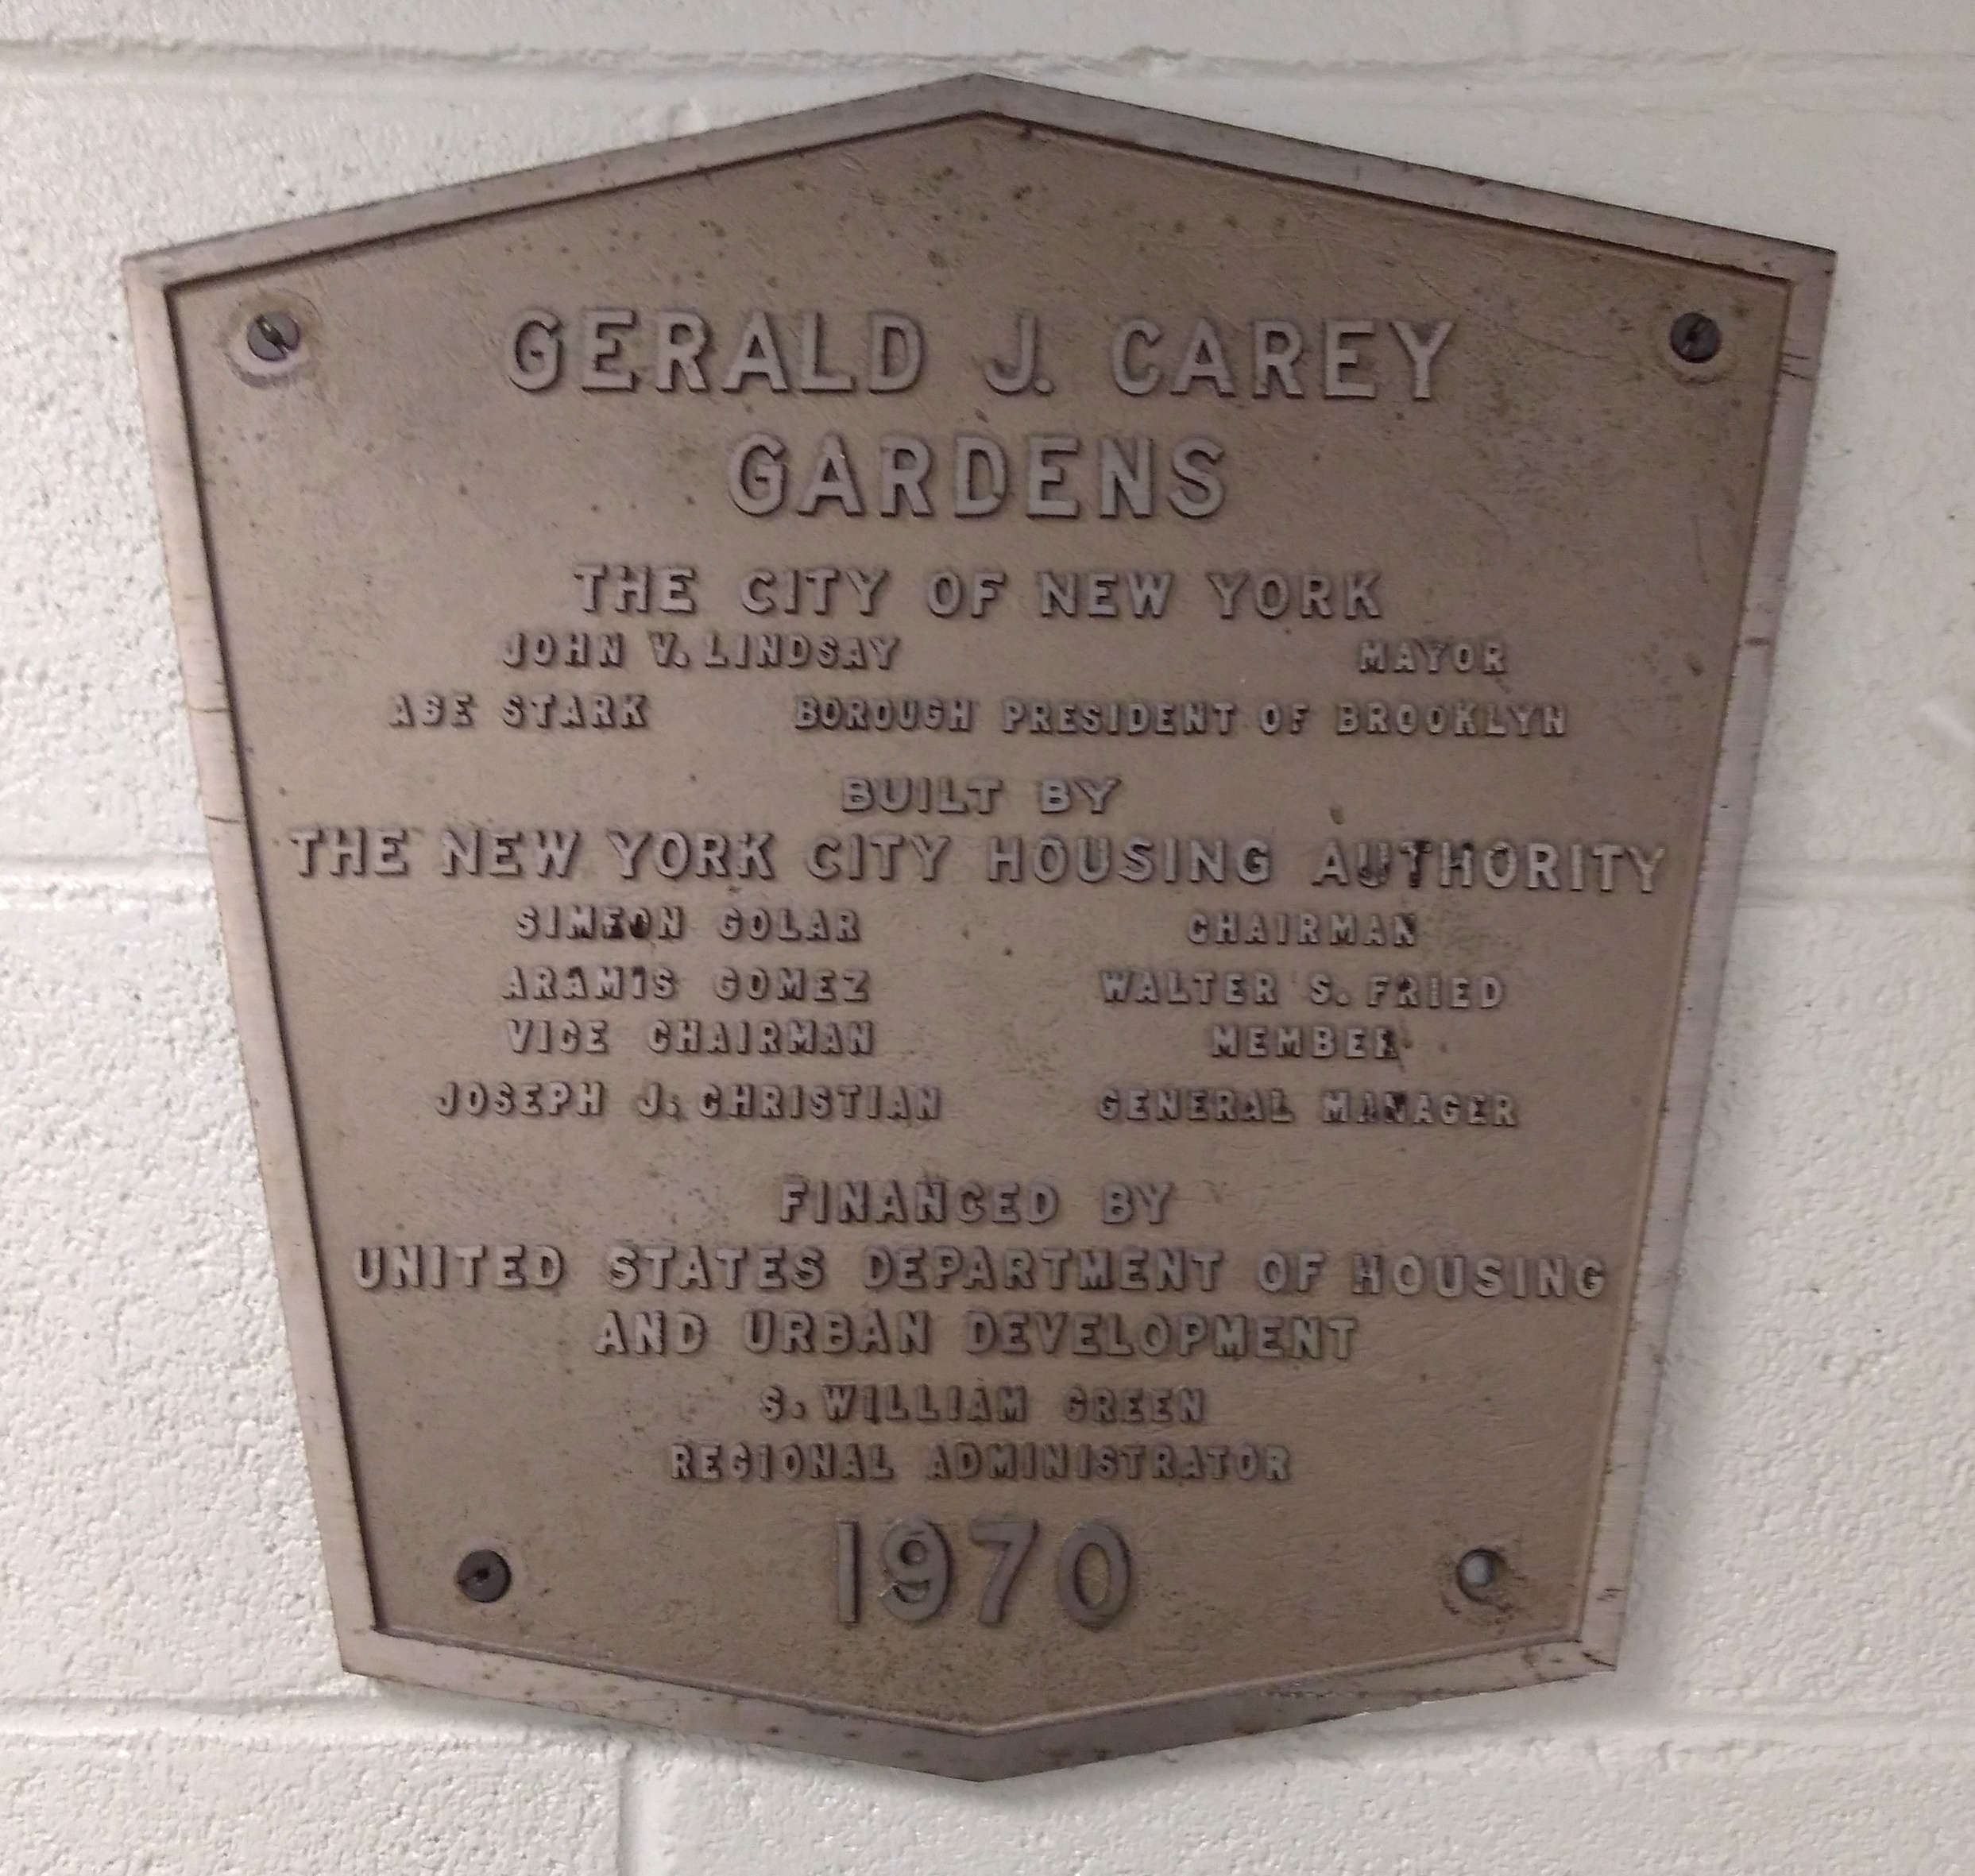 GERALD J. CAREY
GARDENS
THE CITY OF NEW YORK
JOHN V. LINDSAY MAYOR
ABE STARK BOROUGH PRESIDENT OF BROOKLYN
BUILT BY
THE NEW YORK CITY HOUSING AUTHORITY
SIMEON GOLAR CHAIRMAN
ARAMIS GOMEZ WALTER S. FRIED
VICE CHAIRMAN MEMBER
JOSEPH J. CHRISTIAN GENERAL MANAGER
FINANCED BY
UNITED STATES DEPARTMENT OF HOUSING
AND URBAN DEVELOPMENT
S. WILLIAM GREEN
REGIONAL ADMINISTRATOR
1970